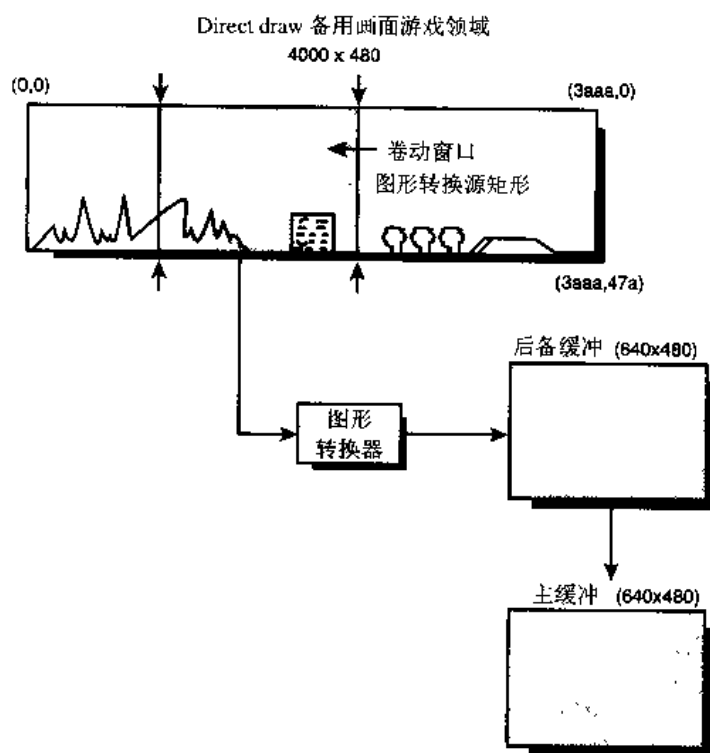 Direct draw 备用画面游戏领域
4000 x 480
(0,0)
(3aaa,0)
卷动窗口
图形转换源矩形
(3aaa,47a)
后备缓冲 (640x480)
图形
转换器
主缓冲 (640x480)